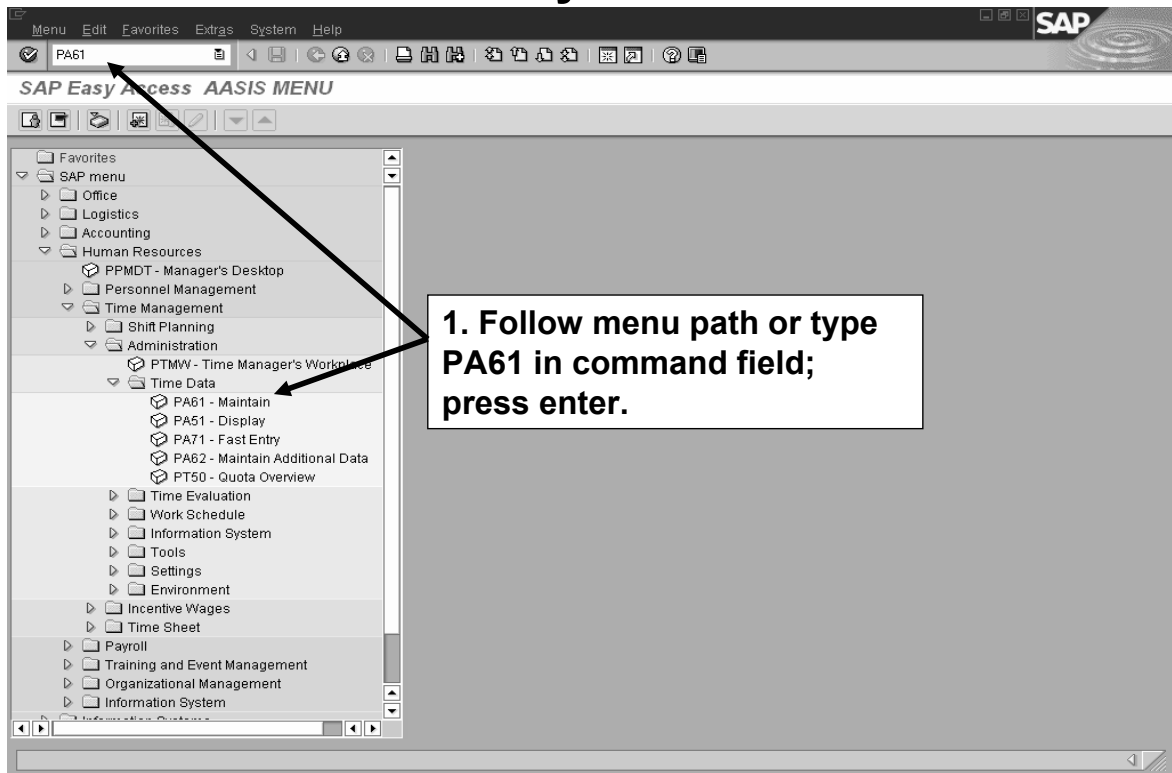 Menu Edit Favorites Extras System Help
SAP
PA61
SAP Easy Access AASIS MENU
Favorites
SAP menu
Office
Logistics
Accounting
Human Resources
PPMDT - Manager's Desktop
Personnel Management
Time Management
Shift Planning
Administration
PTMW - Time Manager's Workplace
Time Data
PA61 - Maintain
PA51 - Display
PA71 - Fast Entry
PA62 - Maintain Additional Data
PT50 - Quota Overview
Time Evaluation
Work Schedule
Information System
Tools
Settings
Environment
Incentive Wages
Time Sheet
Payroll
Training and Event Management
Organizational Management
Information System
Information Systems
1. Follow menu path or type
PA61 in command field;
press enter.